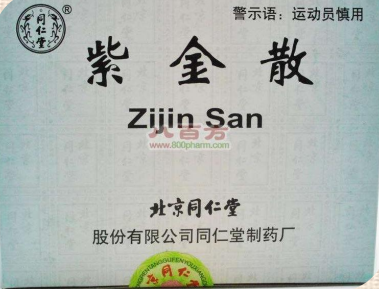 同仁堂
®
警示语：运动员慎用
紫金散
Zijin San
八百方
www.800pharm.com
北京同仁堂
股份有限公司同仁堂制药厂